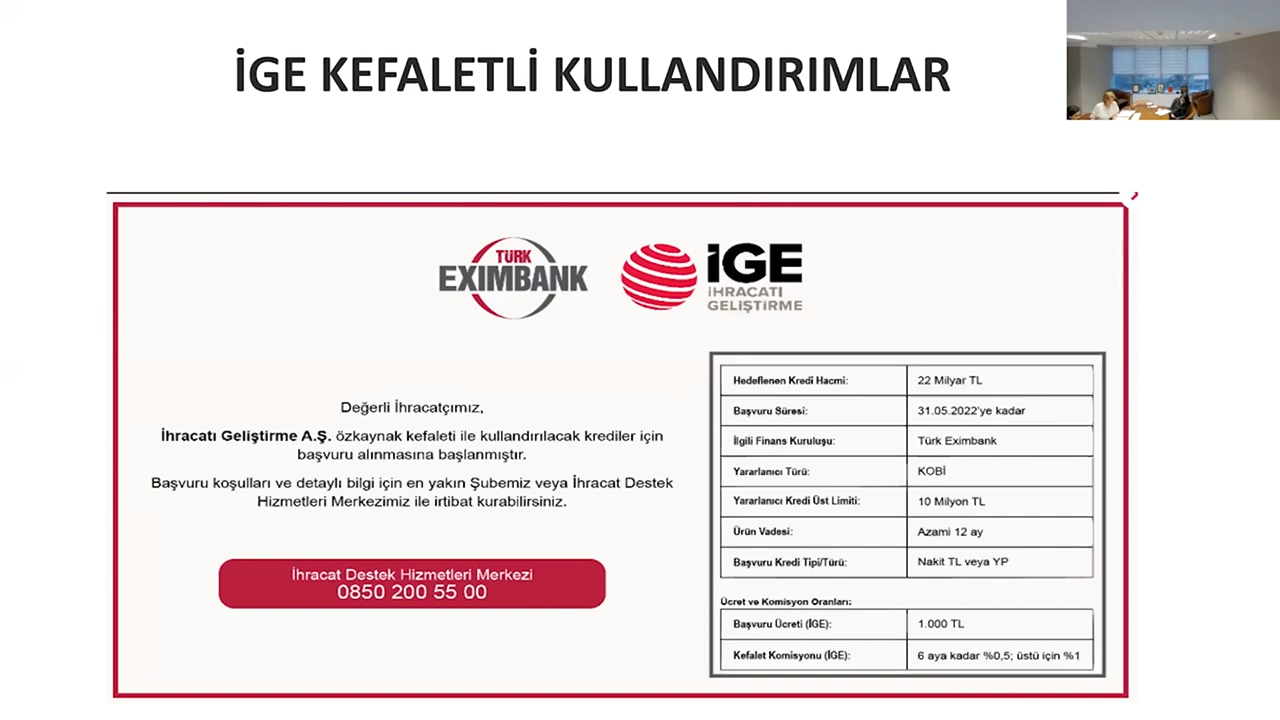 İGE KEFALETLİ KULLANDIRIMLAR
TÜRK
EXIMBANK
İGE
İHRACATI
GELİŞTİRME
Değerli İhracatçımız,
İhracatı Geliştirme A.Ş. özkaynak kefaleti ile kullandırılacak krediler için
başvuru alınmasına başlanmıştır.
Başvuru koşulları ve detaylı bilgi için en yakın Şubemiz veya İhracat Destek
Hizmetleri Merkezimiz ile irtibat kurabilirsiniz.
İhracat Destek Hizmetleri Merkezi
0850 200 55 00
Hedeflenen Kredi Hacmi: 22 Milyar TL
Başvuru Süresi: 31.05.2022'ye kadar
İlgili Finans Kuruluşu: Türk Eximbank
Yararlanıcı Türü: KOBİ
Yararlanıcı Kredi Üst Limiti: 10 Milyon TL
Ürün Vadesi: Azami 12 ay
Başvuru Kredi Tipi/Türü: Nakit TL veya YP
Ücret ve Komisyon Oranları:
Başvuru Ücreti (İGE): 1.000 TL
Kefalet Komisyonu (İGE): 6 aya kadar %0,5; üstü için %1